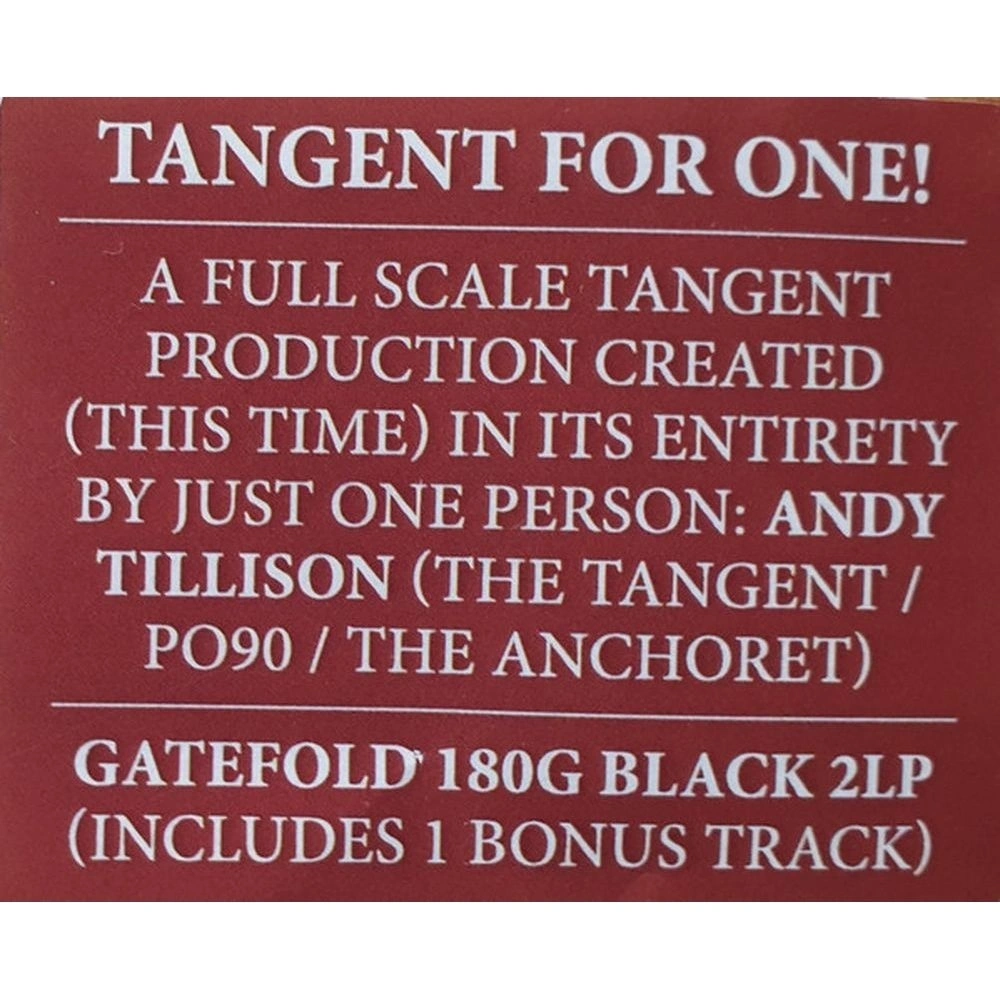 TANGENT FOR ONE!
A FULL SCALE TANGENT
PRODUCTION CREATED
(THIS TIME) IN ITS ENTIRETY
BY JUST ONE PERSON: ANDY
TILLISON (THE TANGENT /
PO90 / THE ANCHORET)
GATEFOLD 180G BLACK 2LP
(INCLUDES 1 BONUS TRACK)